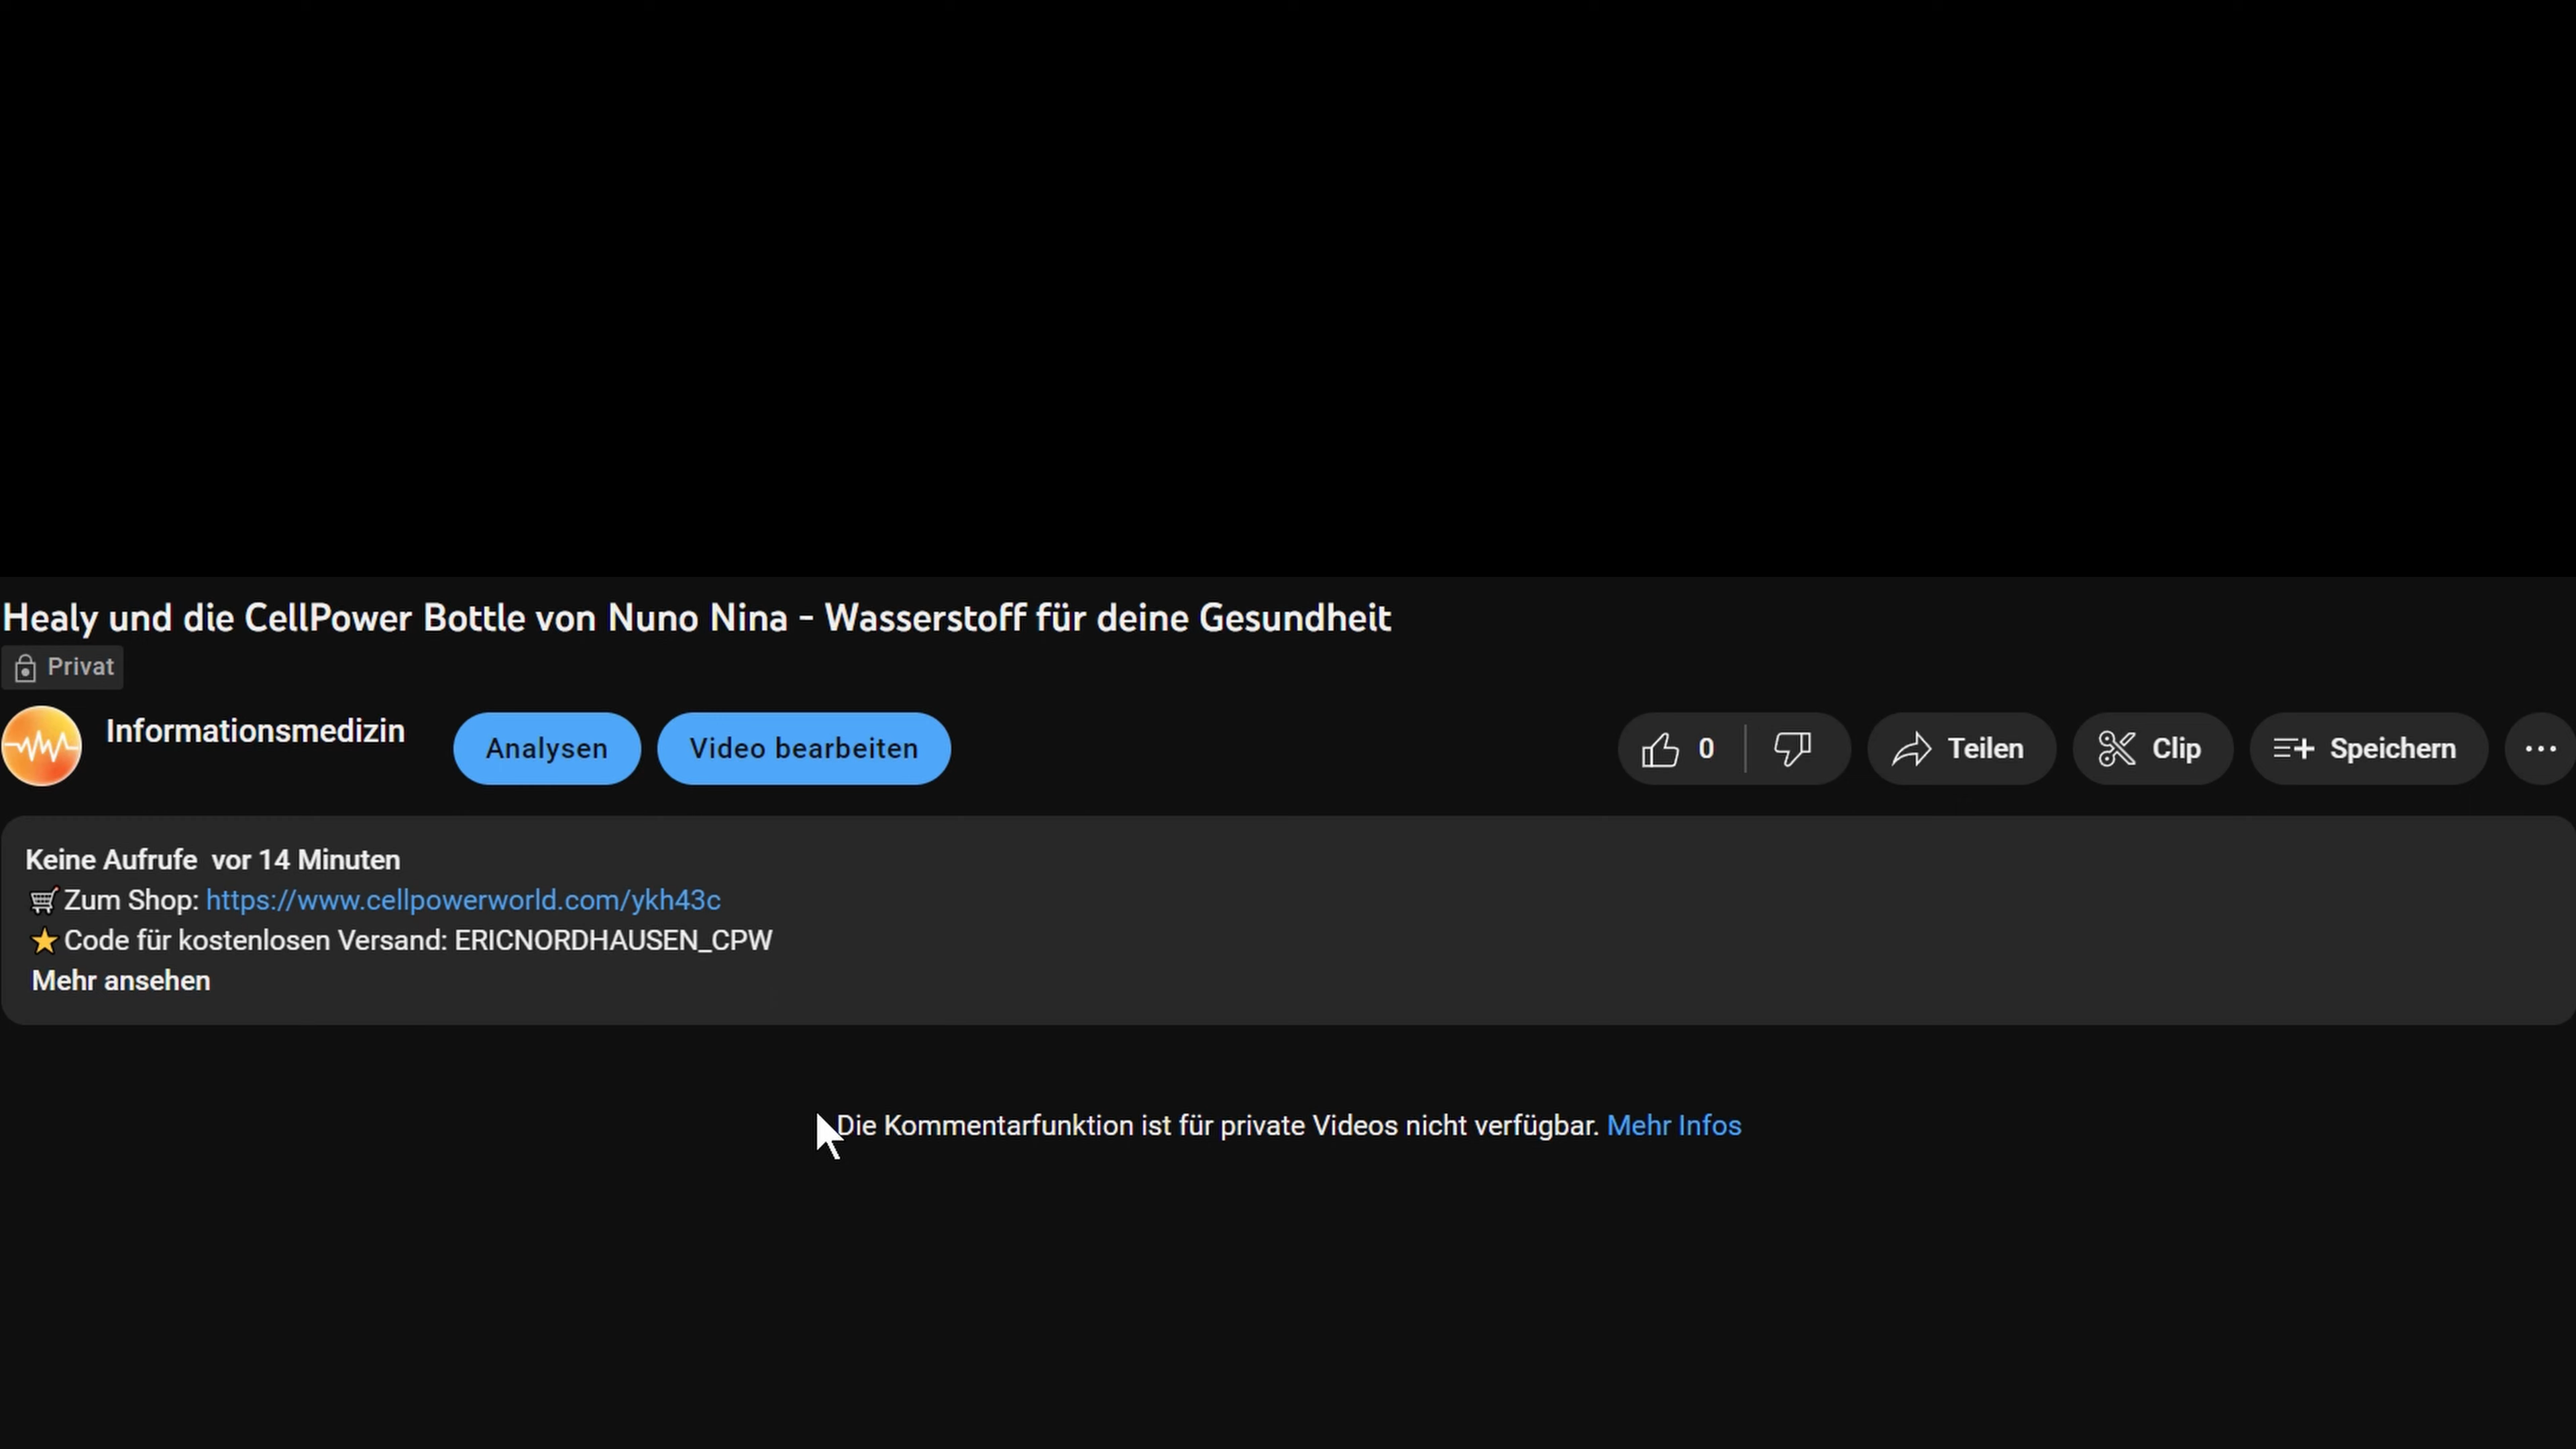 Healy und die CellPower Bottle von Nuno Nina - Wasserstoff für deine Gesundheit
Privat
Informationsmedizin
Analysen
Video bearbeiten
0
Teilen
Clip
Speichern
Keine Aufrufe vor 14 Minuten
Zum Shop: https://www.cellpowerworld.com/ykh43c
Code für kostenlosen Versand: ERICNORDHAUSEN_CPW
Mehr ansehen
Die Kommentarfunktion ist für private Videos nicht verfügbar. Mehr Infos